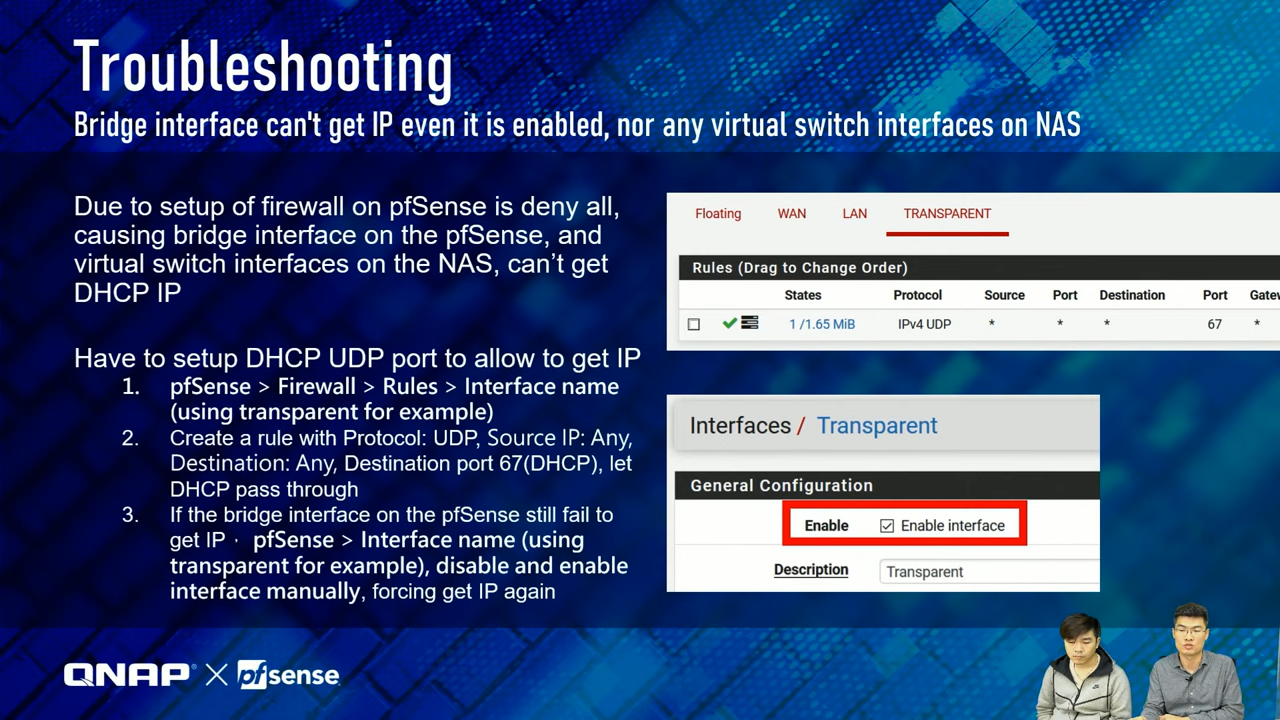 Troubleshooting
Bridge interface can't get IP even it is enabled, nor any virtual switch interfaces on NAS
Due to setup of firewall on pfSense is deny all,
causing bridge interface on the pfSense, and
virtual switch interfaces on the NAS, can’t get
DHCP IP
Have to setup DHCP UDP port to allow to get IP
1. pfSense > Firewall > Rules > Interface name
(using transparent for example)
2. Create a rule with Protocol: UDP, Source IP: Any,
Destination: Any, Destination port 67(DHCP), let
DHCP pass through
3. If the bridge interface on the pfSense still fail to
get IP， pfSense > Interface name (using
transparent for example), disable and enable
interface manually, forcing get IP again
Floating WAN LAN TRANSPARENT
Rules (Drag to Change Order)
States Protocol Source Port Destination Port Gatew
1 /1.65 MiB IPv4 UDP * * * 67 *
Interfaces / Transparent
General Configuration
Enable Enable interface
Description Transparent
QNAP × pfsense